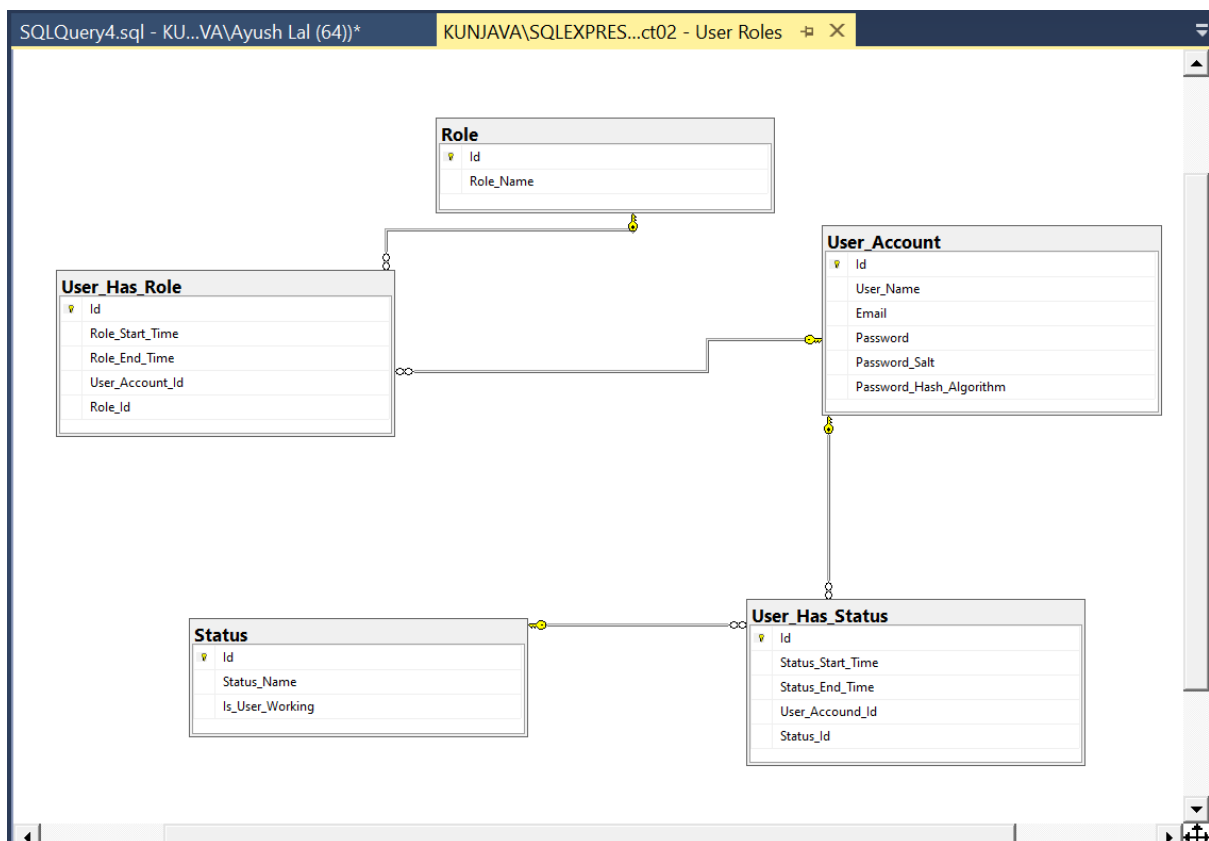 SQLQuery4.sql - KU...VA\Ayush Lal (64))*
KUNJAVA\SQLEXPRES...ct02 - User Roles
Role
Id
Role_Name
User_Account
Id
User_Name
Email
Password
Password_Salt
Password_Hash_Algorithm
User_Has_Role
Id
Role_Start_Time
Role_End_Time
User_Account_Id
Role_Id
Status
Id
Status_Name
Is_User_Working
User_Has_Status
Id
Status_Start_Time
Status_End_Time
User_Accound_Id
Status_Id